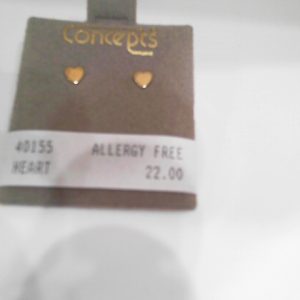 Concepts
40155 ALLERGY FREE
HEART 22.00